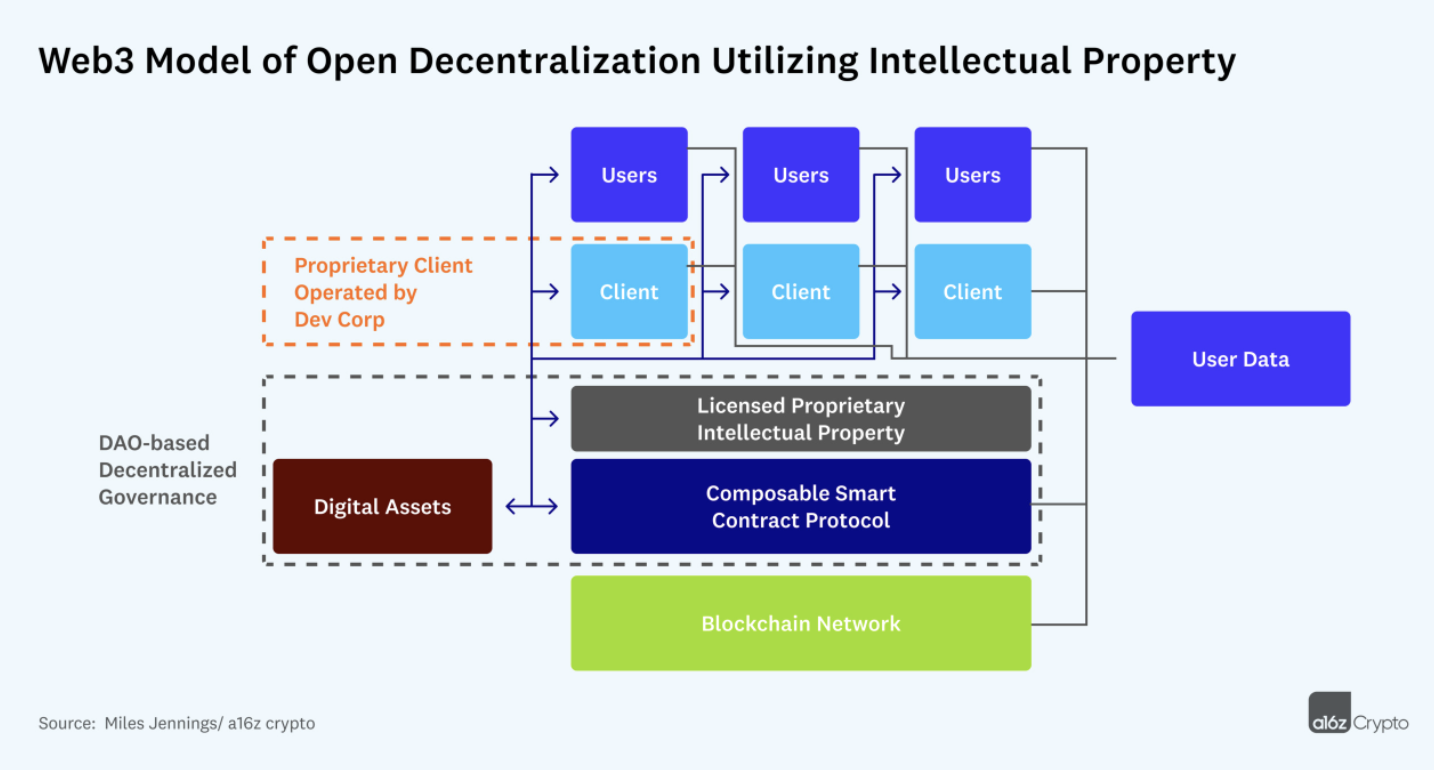 Web3 Model of Open Decentralization Utilizing Intellectual Property
Users
Users
Users
Proprietary Client
Operated by
Dev Corp
Client
Client
Client
User Data
Licensed Proprietary
Intellectual Property
DAO-based
Decentralized
Governance
Digital Assets
Composable Smart
Contract Protocol
Blockchain Network
Source: Miles Jennings/ a16z crypto
a16z Crypto